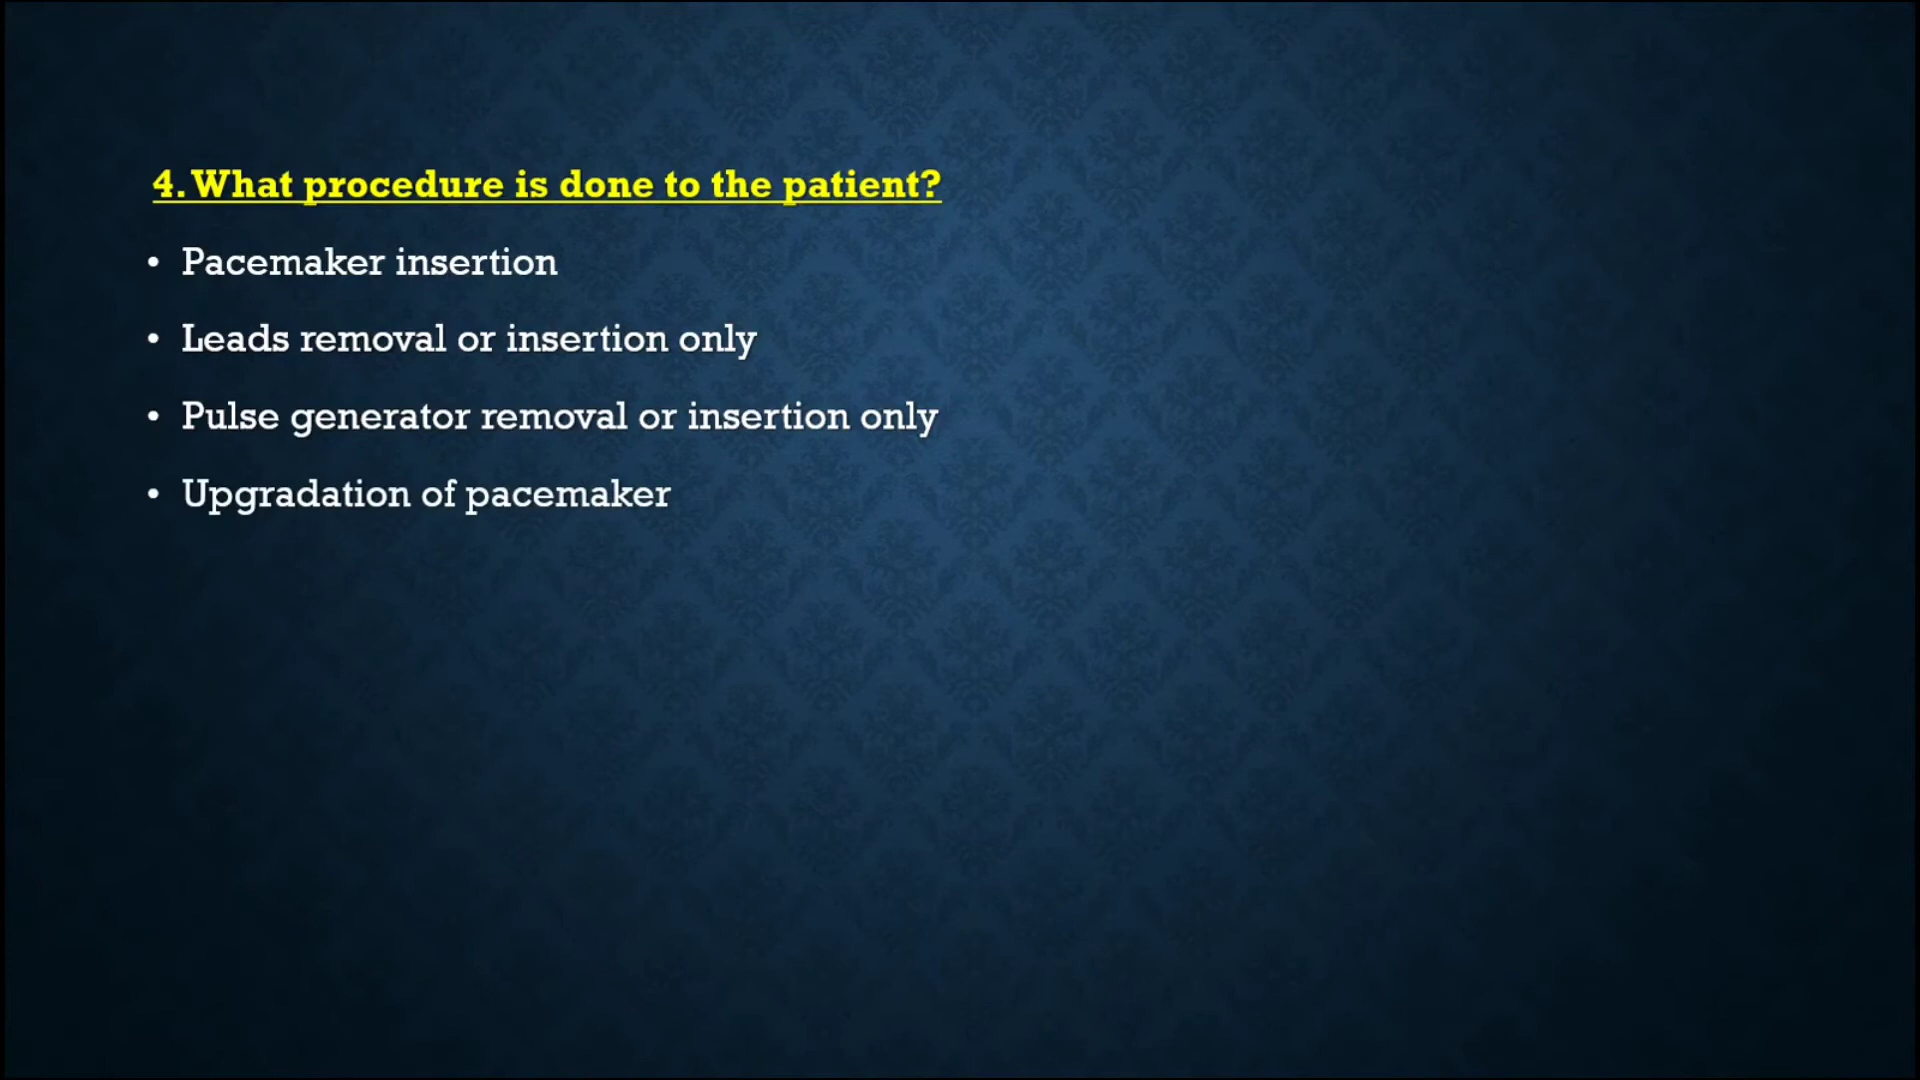 4. What procedure is done to the patient?
• Pacemaker insertion
• Leads removal or insertion only
• Pulse generator removal or insertion only
• Upgradation of pacemaker